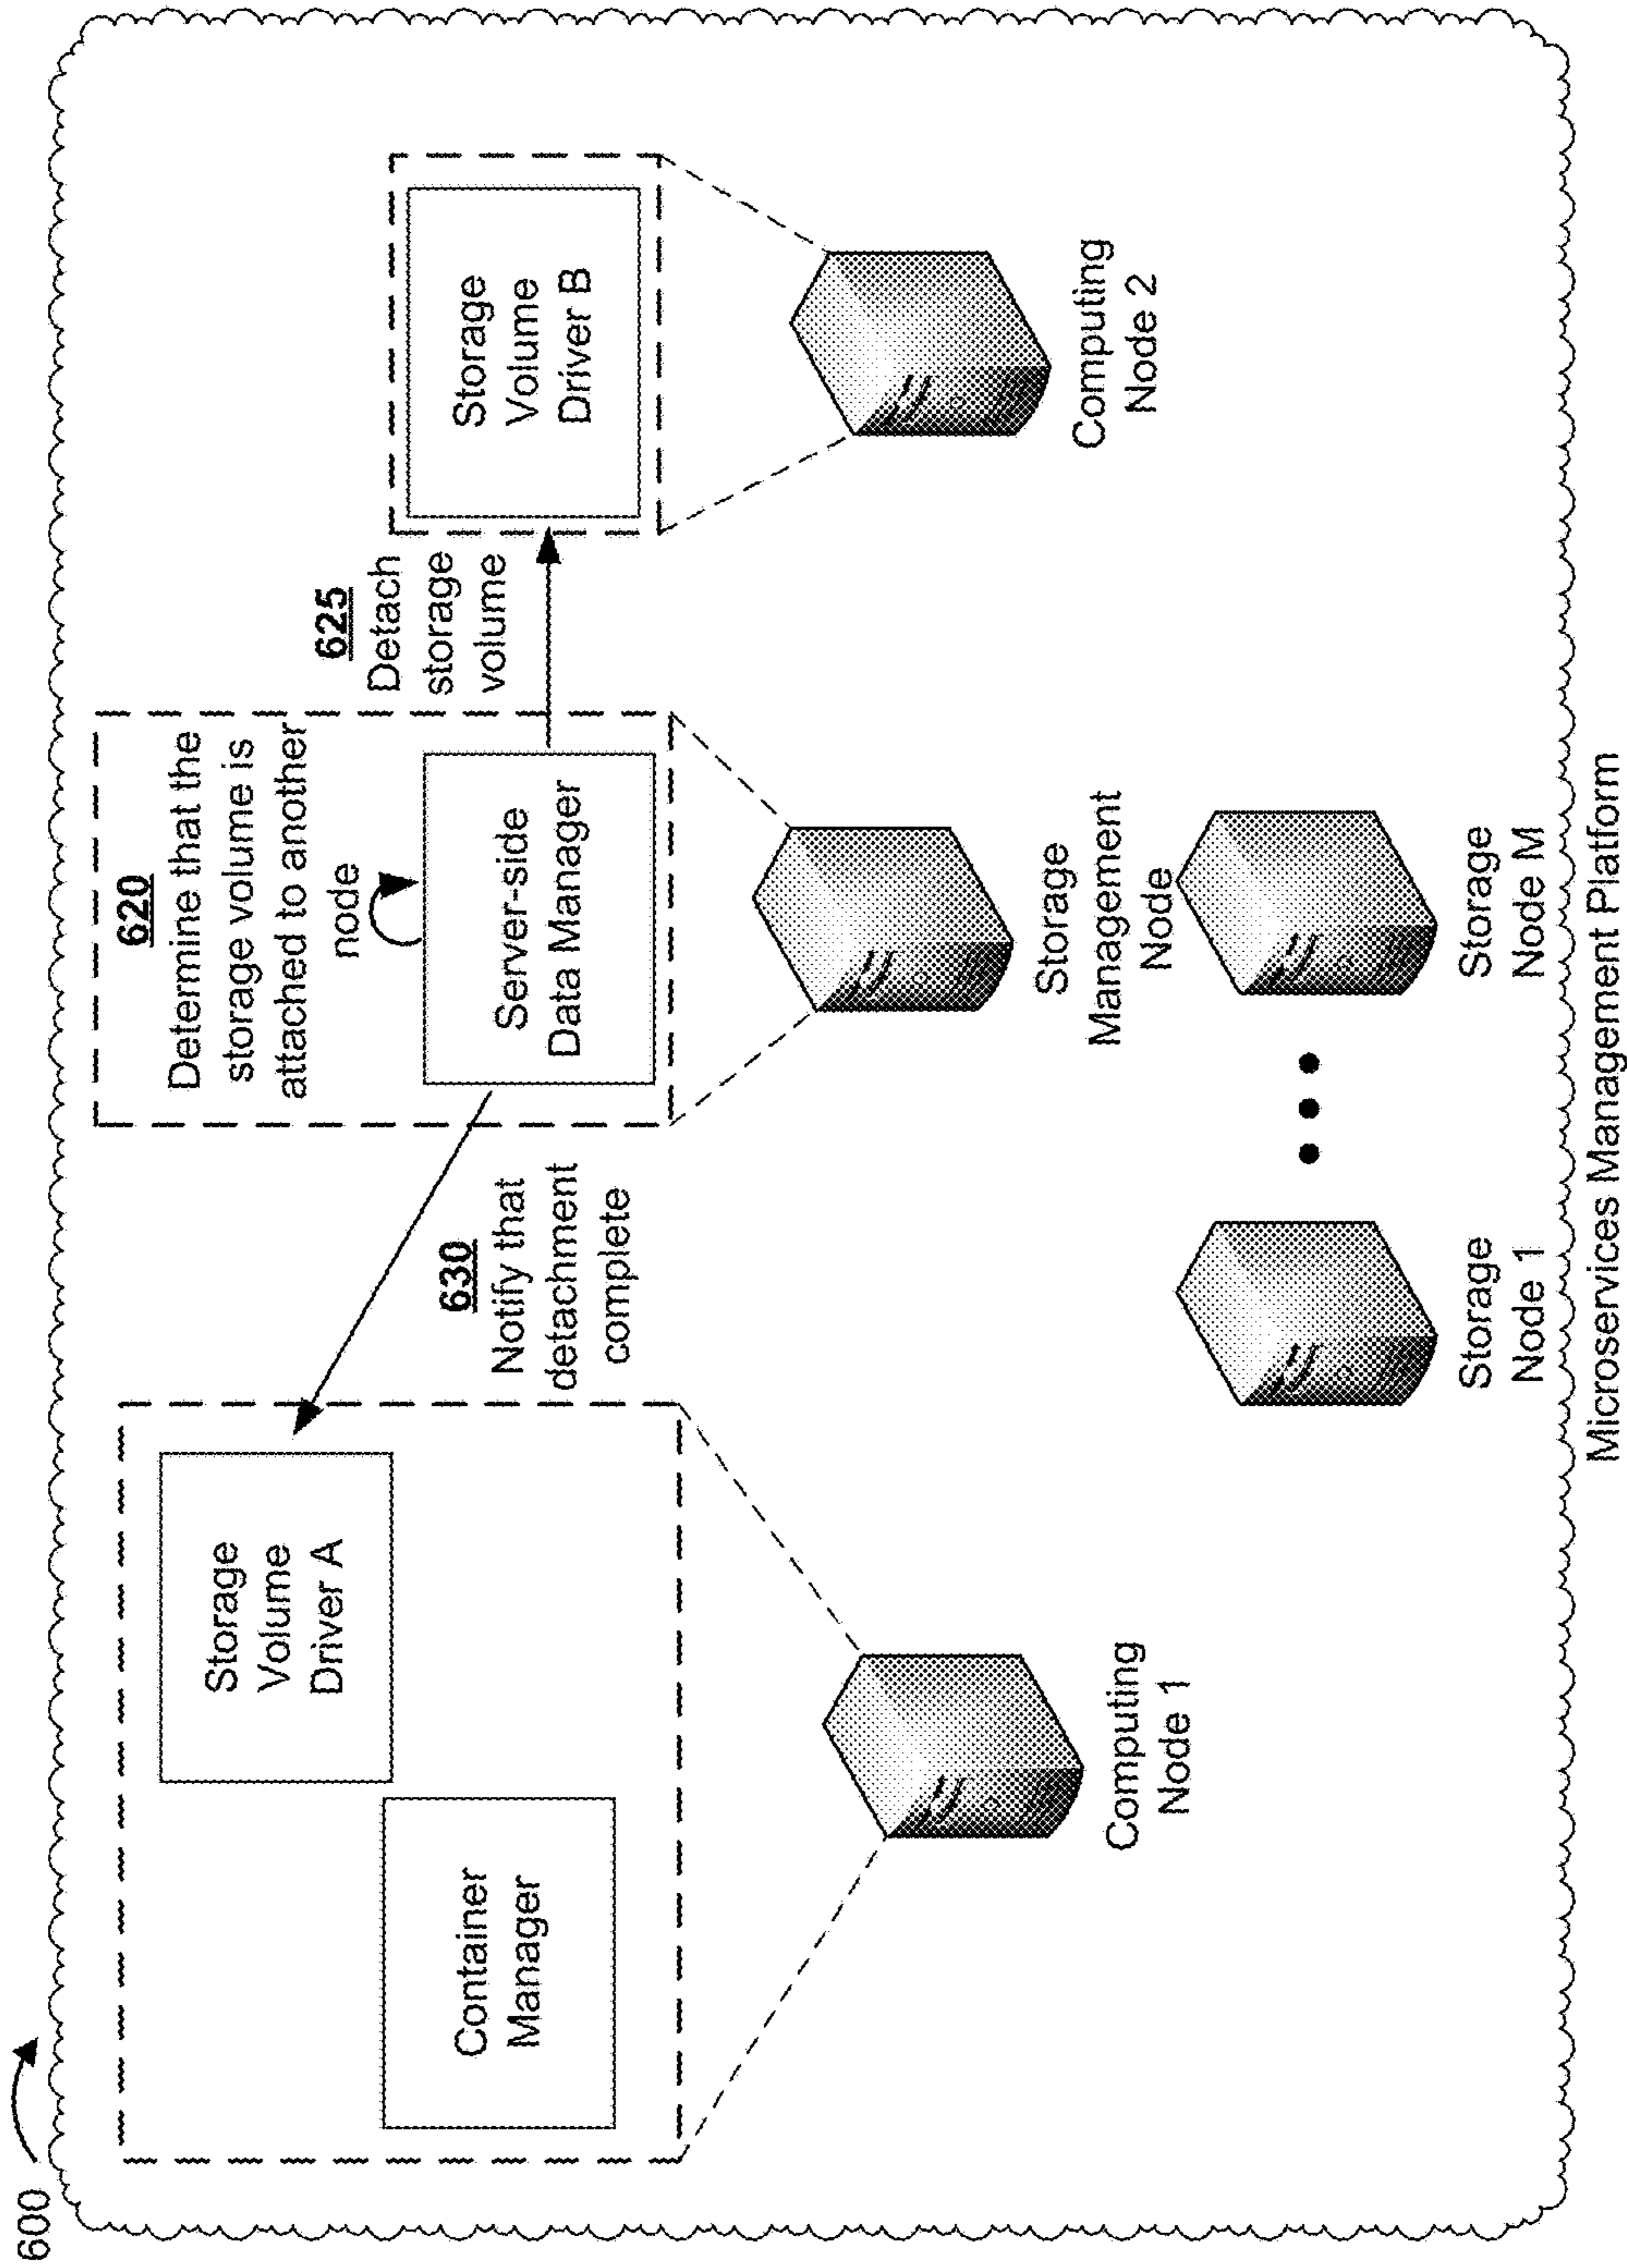 600
620
Determine that the
storage volume is
attached to another
node
Server-side
Data Manager
625
Detach
storage
volume
Storage
Volume
Driver B
630
Notify that
detachment
complete
Storage
Volume
Driver A
Container
Manager
Computing
Node 1
Storage
Management
Node
Computing
Node 2
Storage
Node 1
Storage
Node M
Microservices Management Platform